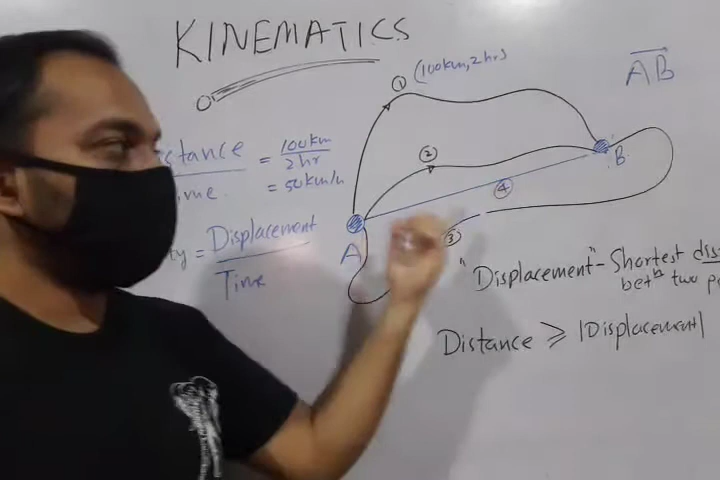 KINEMATICS
① (100km, 2hr)
AB
stance = 100km
2hr
ime = 50km/h
②
B
④
ty = Displacement
Time
A
③
"Displacement" - Shortest dis
betⁿ two p
Distance ≥ |Displacement|